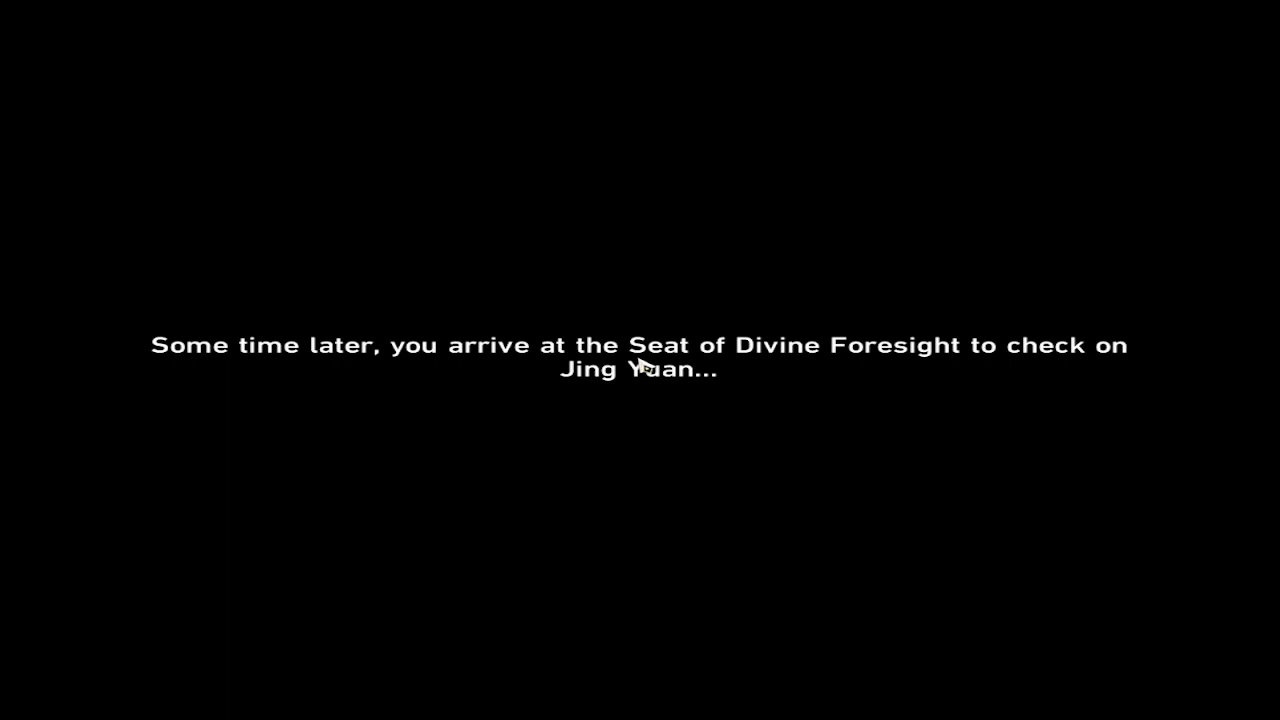 Some time later, you arrive at the Seat of Divine Foresight to check on
Jing Yuan...